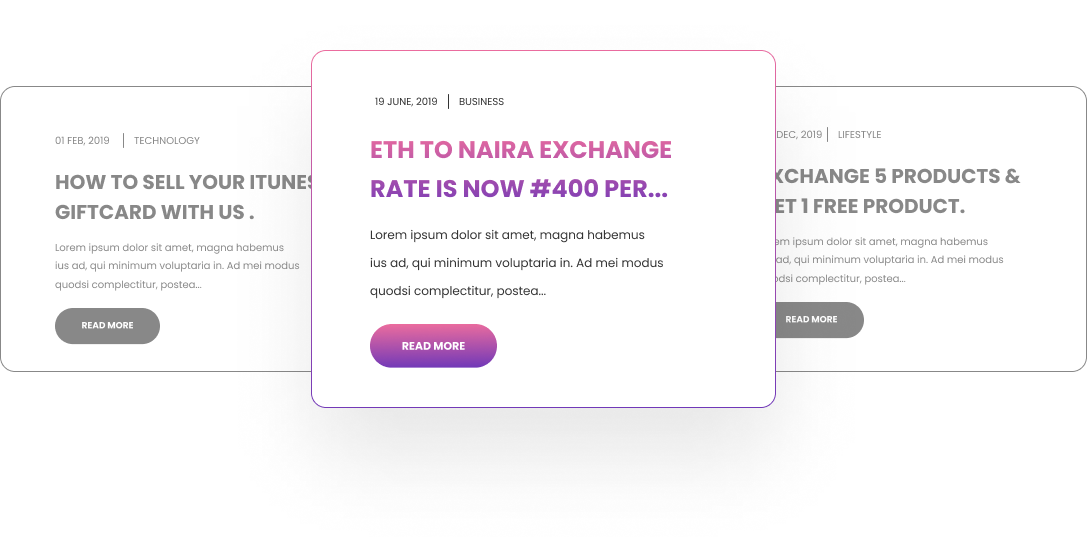 01 FEB, 2019 | TECHNOLOGY
HOW TO SELL YOUR ITUNES
GIFTCARD WITH US .
Lorem ipsum dolor sit amet, magna habemus
ius ad, qui minimum voluptaria in. Ad mei modus
quodsi complectitur, postea...
READ MORE
19 JUNE, 2019 | BUSINESS
ETH TO NAIRA EXCHANGE
RATE IS NOW #400 PER...
Lorem ipsum dolor sit amet, magna habemus
ius ad, qui minimum voluptaria in. Ad mei modus
quodsi complectitur, postea...
READ MORE
DEC, 2019 | LIFESTYLE
XCHANGE 5 PRODUCTS &
ET 1 FREE PRODUCT.
em ipsum dolor sit amet, magna habemus
ad, qui minimum voluptaria in. Ad mei modus
odsi complectitur, postea...
READ MORE